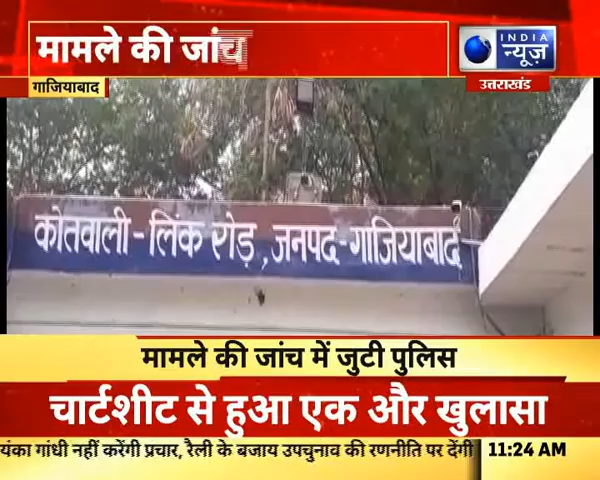 मामले की जांच
INDIA
न्यूज़
उत्तराखंड
गाजियाबाद
कोतवाली-लिंक रोड़, जनपद-गाजियाबाद
मामले की जांच में जुटी पुलिस
चार्टशीट से हुआ एक और खुलासा
यंका गांधी नहीं करेंगी प्रचार, रैली के बजाय उपचुनाव की रणनीति पर देंगी
11:24 AM